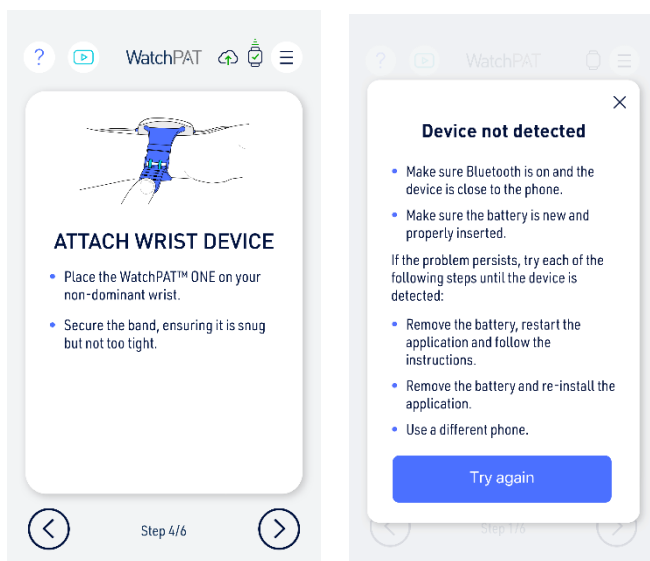 ?
WatchPAT
ATTACH WRIST DEVICE
• Place the WatchPAT™ ONE on your
non-dominant wrist.
• Secure the band, ensuring it is snug
but not too tight.
Step 4/6
?
WatchPAT
Device not detected
• Make sure Bluetooth is on and the
device is close to the phone.
• Make sure the battery is new and
properly inserted.
If the problem persists, try each of the
following steps until the device is
detected:
• Remove the battery, restart the
application and follow the
instructions.
• Remove the battery and re-install the
application.
• Use a different phone.
Try again
Step 1/6